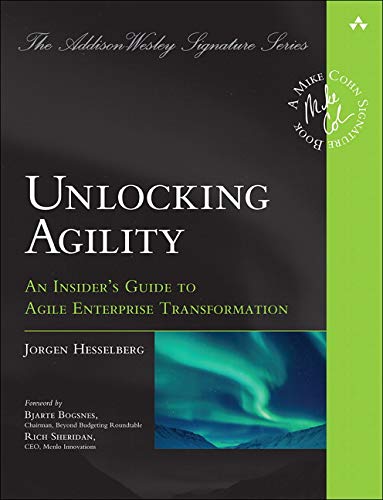 The Addison Wesley Signature Series
A MIKE COHN SIGNATURE BOOK
Mike Coh
UNLOCKING
AGILITY
AN INSIDER'S GUIDE TO
AGILE ENTERPRISE TRANSFORMATION
JORGEN HESSELBERG
Foreword by
BJARTE BOGSNES,
Chairman, Beyond Budgeting Roundtable
RICH SHERIDAN,
CEO, Menlo Innovations